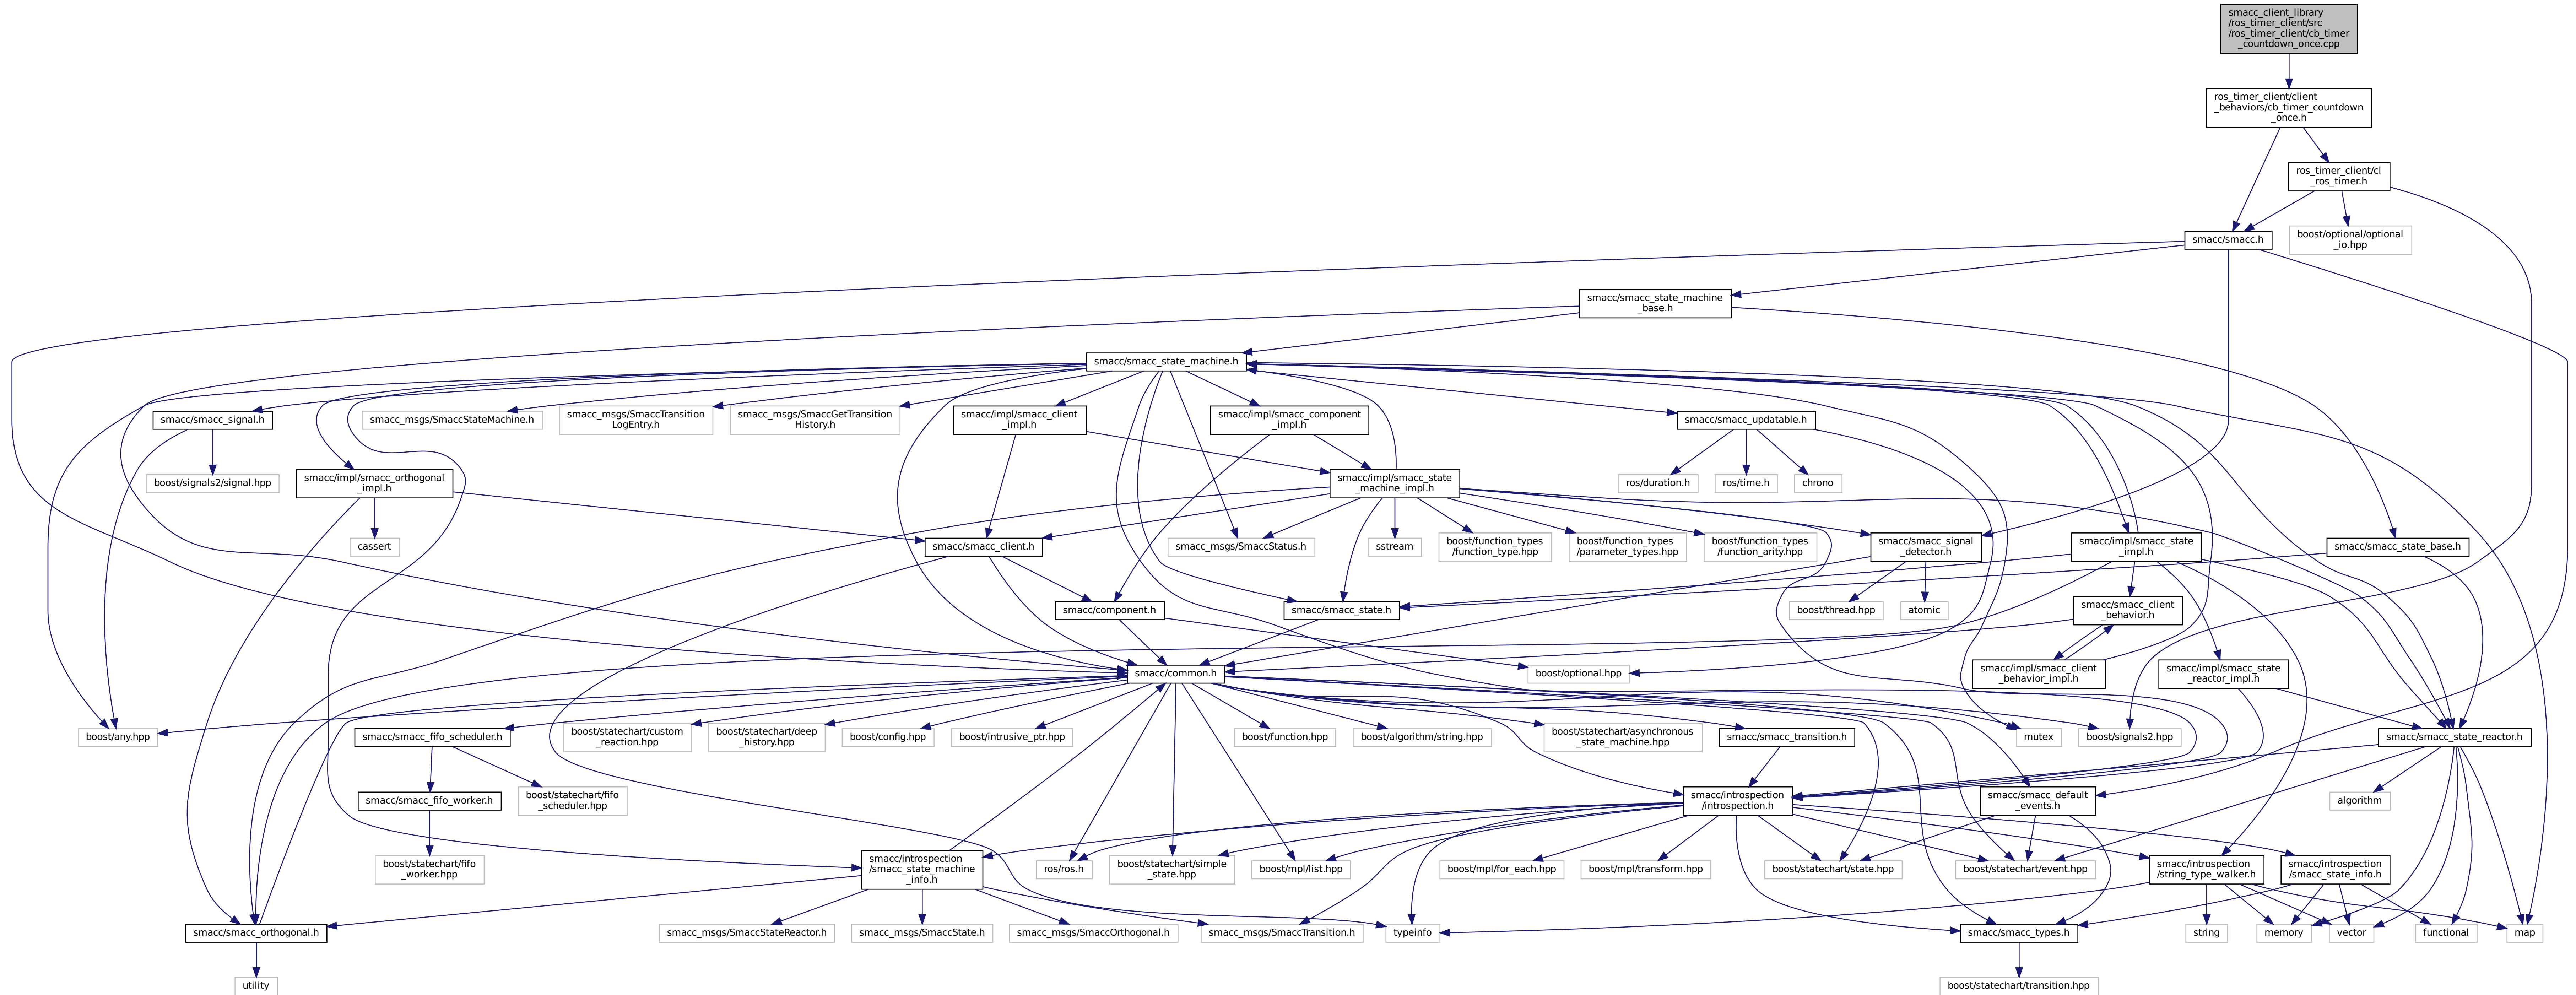 smacc_client_library
/ros_timer_client/src
/ros_timer_client/cb_timer
_countdown_once.cpp
ros_timer_client/client
_behaviors/cb_timer_countdown
_once.h
ros_timer_client/cl
_ros_timer.h
smacc/smacc.h
boost/optional/optional
_io.hpp
smacc/smacc_state_machine
_base.h
smacc/smacc_state_machine.h
smacc/smacc_signal.h
smacc_msgs/SmaccStateMachine.h
smacc_msgs/SmaccTransition
LogEntry.h
smacc_msgs/SmaccGetTransition
History.h
smacc/impl/smacc_client
_impl.h
smacc/impl/smacc_component
_impl.h
smacc/smacc_updatable.h
boost/signals2/signal.hpp
smacc/impl/smacc_orthogonal
_impl.h
smacc/impl/smacc_state
_machine_impl.h
ros/duration.h
ros/time.h
chrono
cassert
smacc/smacc_client.h
smacc_msgs/SmaccStatus.h
sstream
boost/function_types
/function_type.hpp
boost/function_types
/parameter_types.hpp
boost/function_types
/function_arity.hpp
smacc/smacc_signal
_detector.h
smacc/impl/smacc_state
_impl.h
smacc/smacc_state_base.h
smacc/component.h
smacc/smacc_state.h
boost/thread.hpp
atomic
smacc/smacc_client
_behavior.h
smacc/common.h
boost/optional.hpp
smacc/impl/smacc_client
_behavior_impl.h
smacc/impl/smacc_state
_reactor_impl.h
boost/any.hpp
smacc/smacc_fifo_scheduler.h
boost/statechart/custom
_reaction.hpp
boost/statechart/deep
_history.hpp
boost/config.hpp
boost/intrusive_ptr.hpp
boost/function.hpp
boost/algorithm/string.hpp
boost/statechart/asynchronous
_state_machine.hpp
smacc/smacc_transition.h
mutex
boost/signals2.hpp
smacc/smacc_state_reactor.h
smacc/smacc_fifo_worker.h
boost/statechart/fifo
_scheduler.hpp
smacc/introspection
/introspection.h
smacc/smacc_default
_events.h
algorithm
boost/statechart/fifo
_worker.hpp
smacc/introspection
/smacc_state_machine
_info.h
ros/ros.h
boost/statechart/simple
_state.hpp
boost/mpl/list.hpp
boost/mpl/for_each.hpp
boost/mpl/transform.hpp
boost/statechart/state.hpp
boost/statechart/event.hpp
smacc/introspection
/string_type_walker.h
smacc/introspection
/smacc_state_info.h
smacc/smacc_orthogonal.h
smacc_msgs/SmaccStateReactor.h
smacc_msgs/SmaccState.h
smacc_msgs/SmaccOrthogonal.h
smacc_msgs/SmaccTransition.h
typeinfo
smacc/smacc_types.h
string
memory
vector
functional
map
utility
boost/statechart/transition.hpp